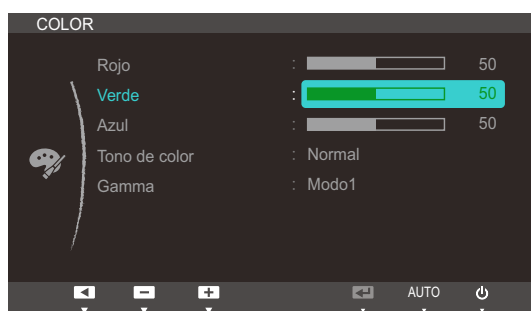 COLOR
Rojo : 50
Verde : 50
Azul : 50
Tono de color : Normal
Gamma : Modo1
AUTO